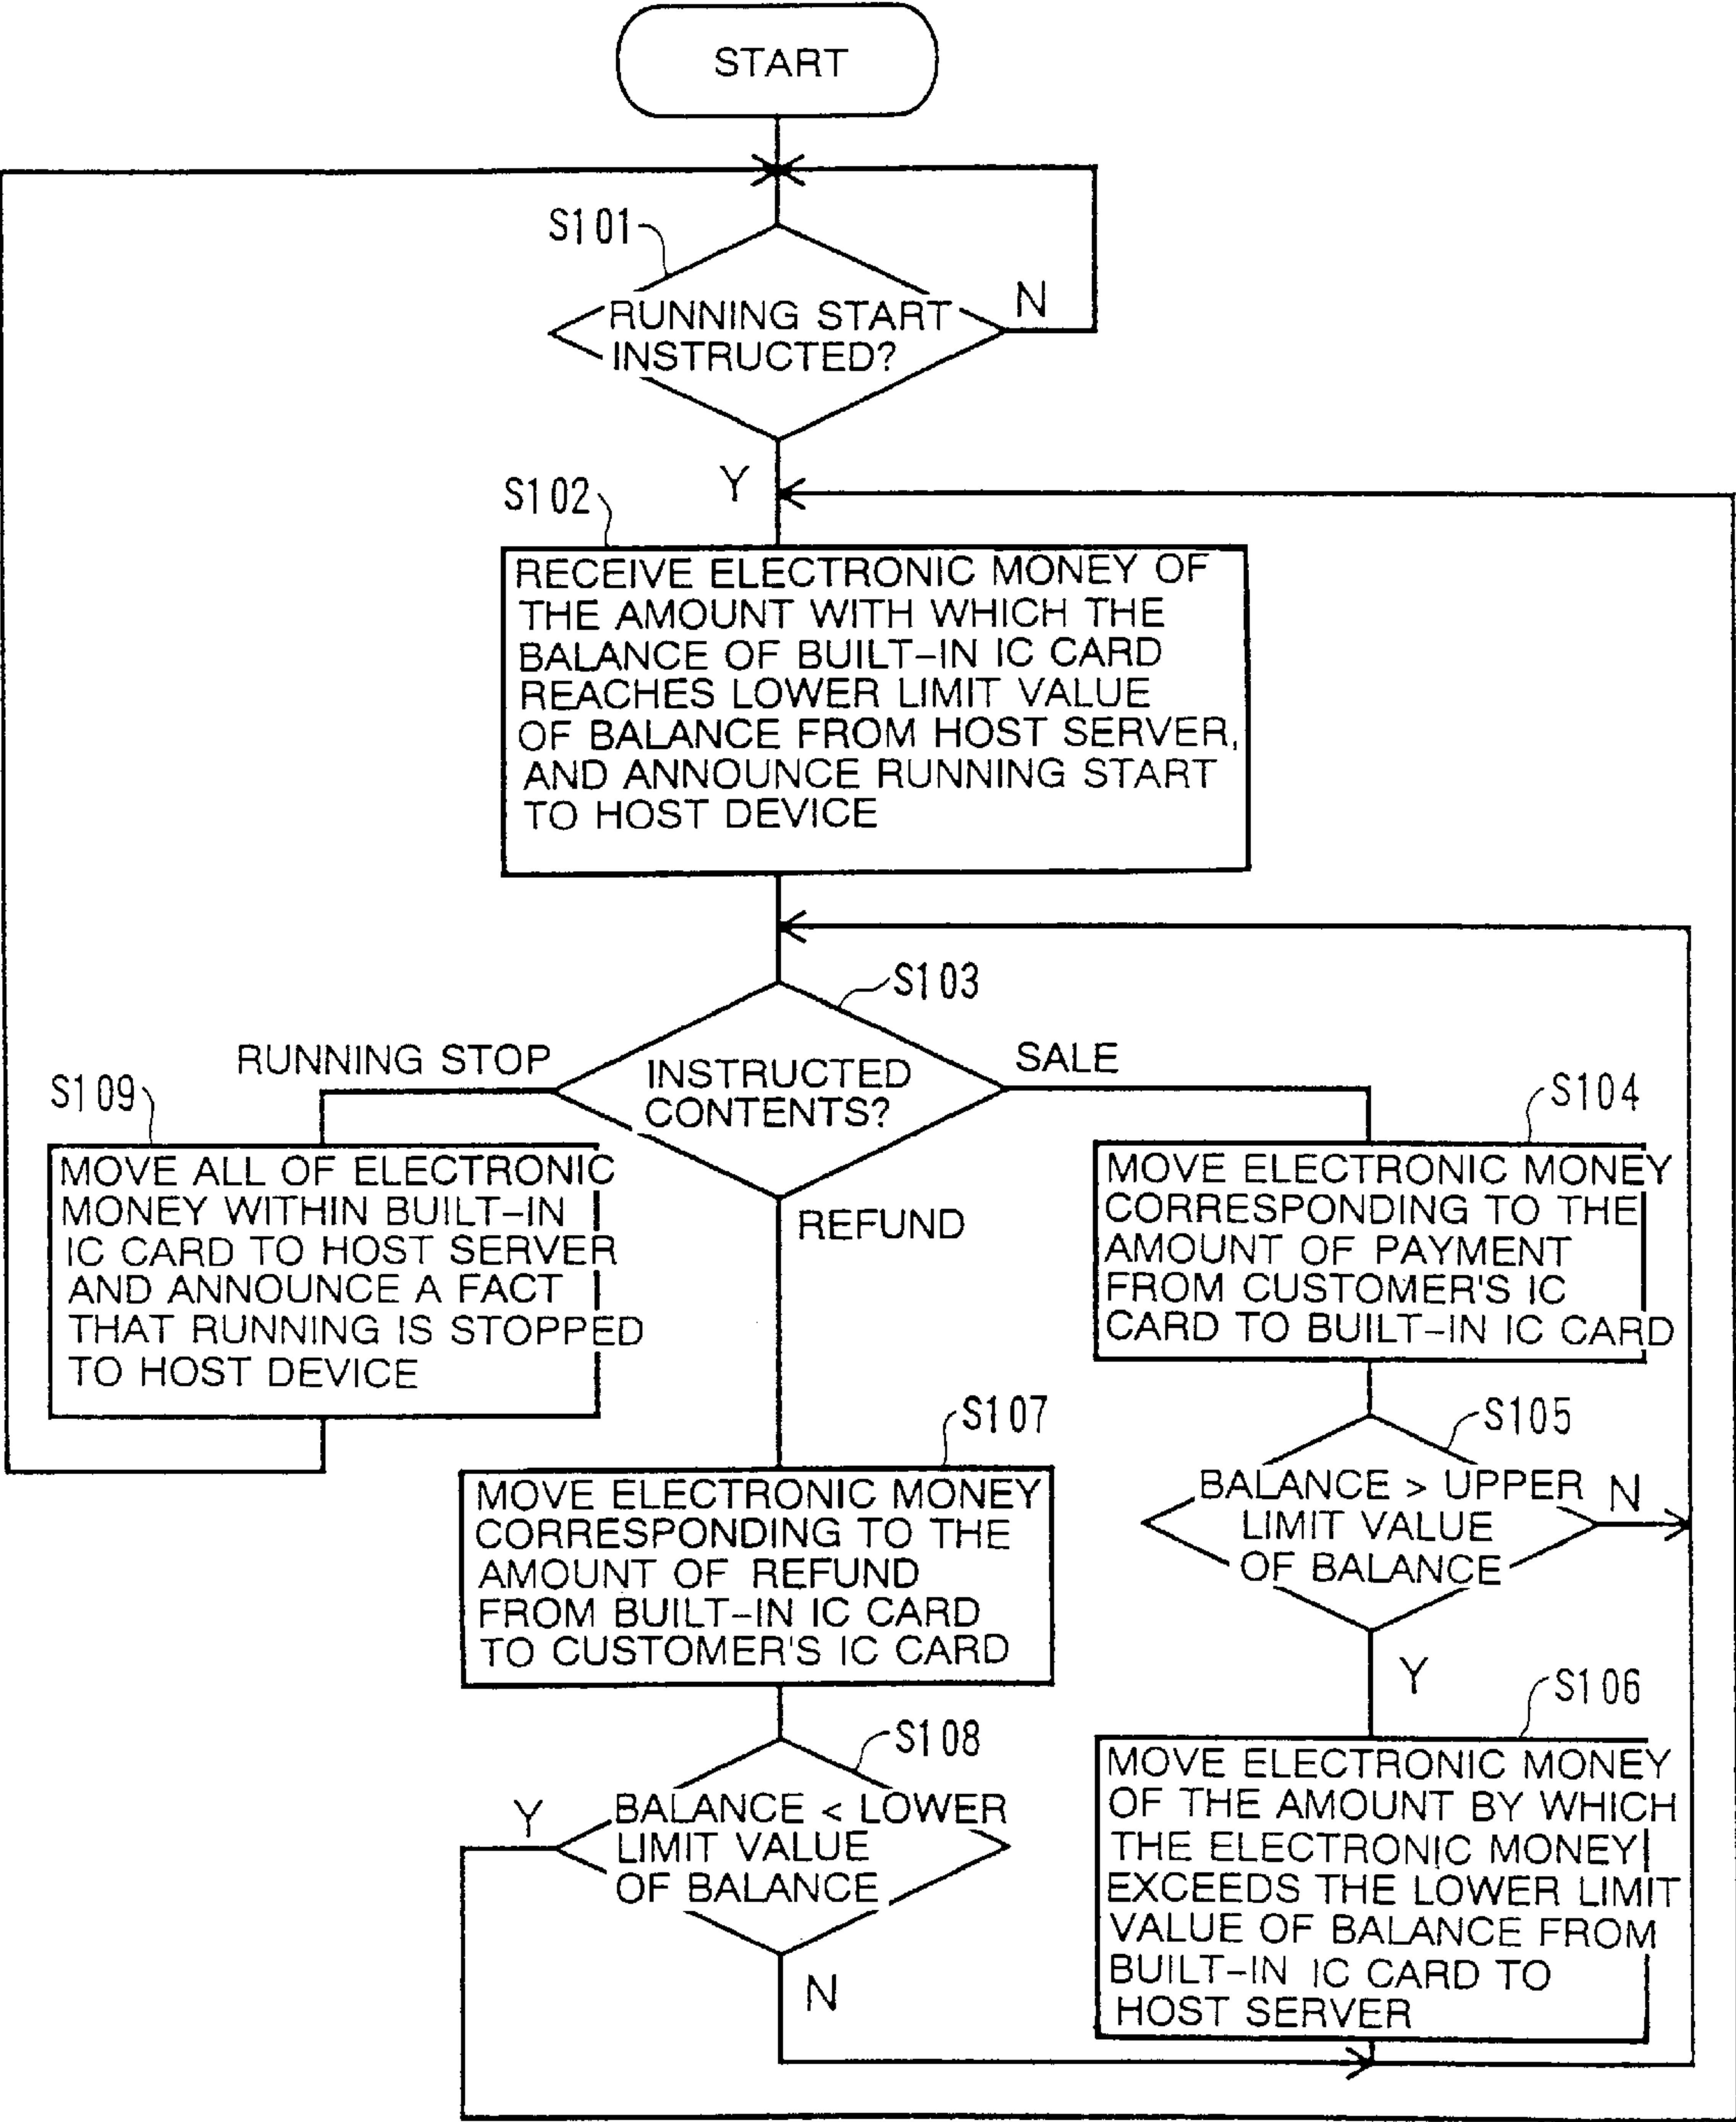 START
S101
RUNNING START
INSTRUCTED?
N
Y
S102
RECEIVE ELECTRONIC MONEY OF
THE AMOUNT WITH WHICH THE
BALANCE OF BUILT-IN IC CARD
REACHES LOWER LIMIT VALUE
OF BALANCE FROM HOST SERVER,
AND ANNOUNCE RUNNING START
TO HOST DEVICE
S103
INSTRUCTED
CONTENTS?
RUNNING STOP
SALE
REFUND
S109
MOVE ALL OF ELECTRONIC
MONEY WITHIN BUILT-IN
IC CARD TO HOST SERVER
AND ANNOUNCE A FACT
THAT RUNNING IS STOPPED
TO HOST DEVICE
S104
MOVE ELECTRONIC MONEY
CORRESPONDING TO THE
AMOUNT OF PAYMENT
FROM CUSTOMER'S IC
CARD TO BUILT-IN IC CARD
S105
BALANCE > UPPER
LIMIT VALUE
OF BALANCE
N
Y
S107
MOVE ELECTRONIC MONEY
CORRESPONDING TO THE
AMOUNT OF REFUND
FROM BUILT-IN IC CARD
TO CUSTOMER'S IC CARD
S108
BALANCE < LOWER
LIMIT VALUE
OF BALANCE
Y
N
S106
MOVE ELECTRONIC MONEY
OF THE AMOUNT BY WHICH
THE ELECTRONIC MONEY
EXCEEDS THE LOWER LIMIT
VALUE OF BALANCE FROM
BUILT-IN IC CARD TO
HOST SERVER